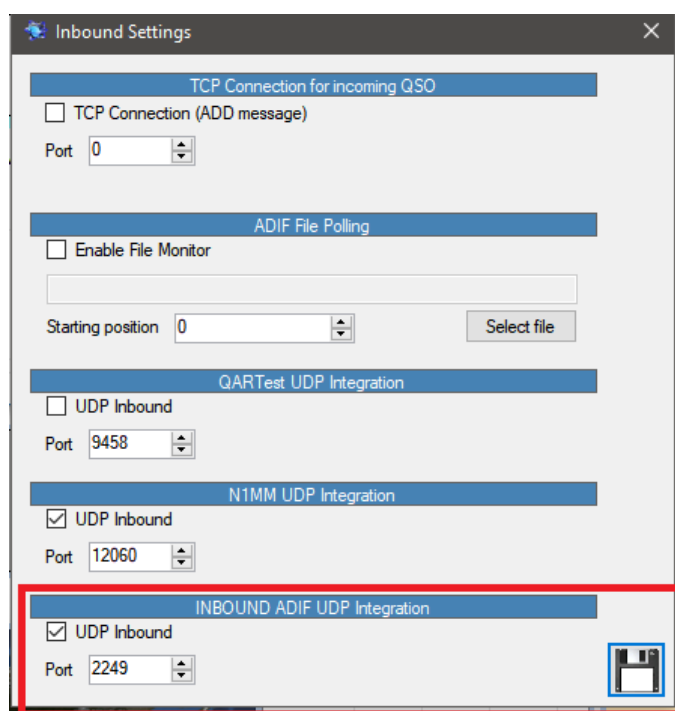 Inbound Settings
TCP Connection for incoming QSO
TCP Connection (ADD message)
Port 0
ADIF File Polling
Enable File Monitor
Starting position 0 Select file
QARTest UDP Integration
UDP Inbound
Port 9458
N1MM UDP Integration
UDP Inbound
Port 12060
INBOUND ADIF UDP Integration
UDP Inbound
Port 2249